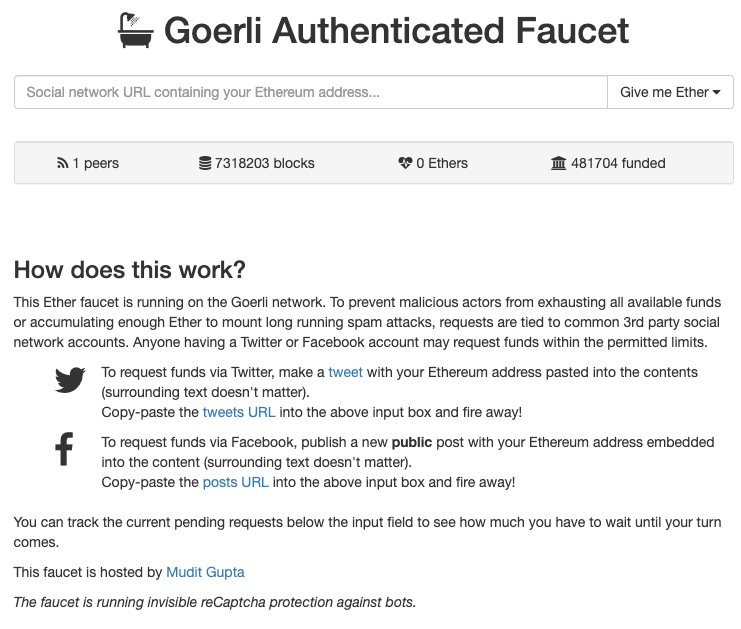 Goerli Authenticated Faucet
Social network URL containing your Ethereum address...
Give me Ether
1 peers
7318203 blocks
0 Ethers
481704 funded
How does this work?
This Ether faucet is running on the Goerli network. To prevent malicious actors from exhausting all available funds
or accumulating enough Ether to mount long running spam attacks, requests are tied to common 3rd party social
network accounts. Anyone having a Twitter or Facebook account may request funds within the permitted limits.
To request funds via Twitter, make a tweet with your Ethereum address pasted into the contents
(surrounding text doesn't matter).
Copy-paste the tweets URL into the above input box and fire away!
To request funds via Facebook, publish a new public post with your Ethereum address embedded
into the content (surrounding text doesn't matter).
Copy-paste the posts URL into the above input box and fire away!
You can track the current pending requests below the input field to see how much you have to wait until your turn
comes.
This faucet is hosted by Mudit Gupta
The faucet is running invisible reCaptcha protection against bots.